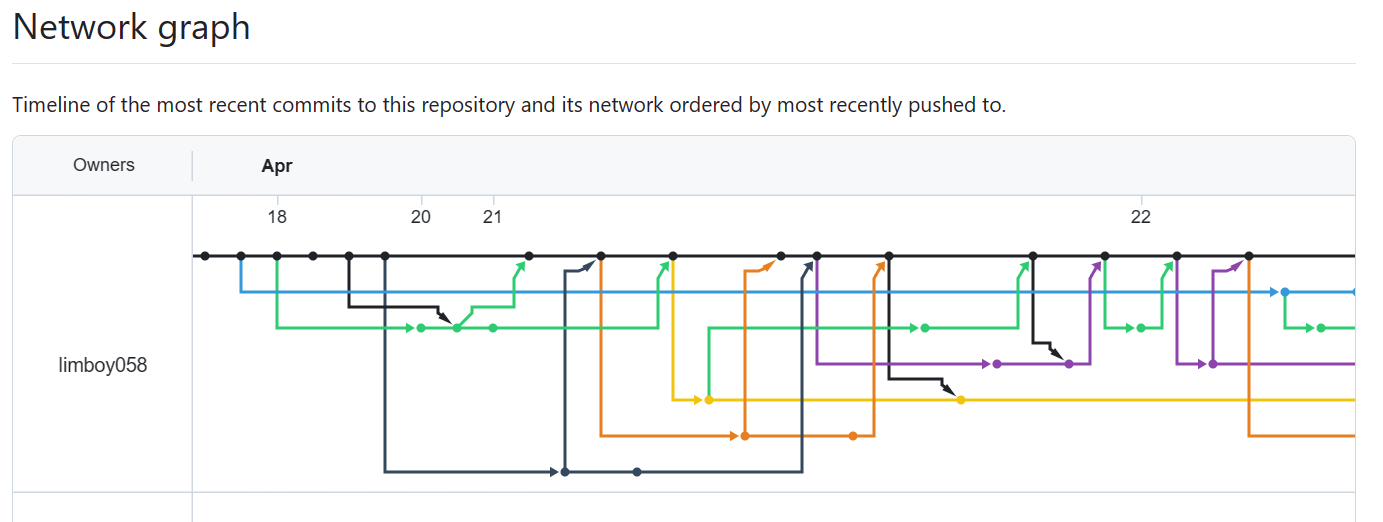 Network graph
Timeline of the most recent commits to this repository and its network ordered by most recently pushed to.
Owners Apr
18 20 21 22
limboy058